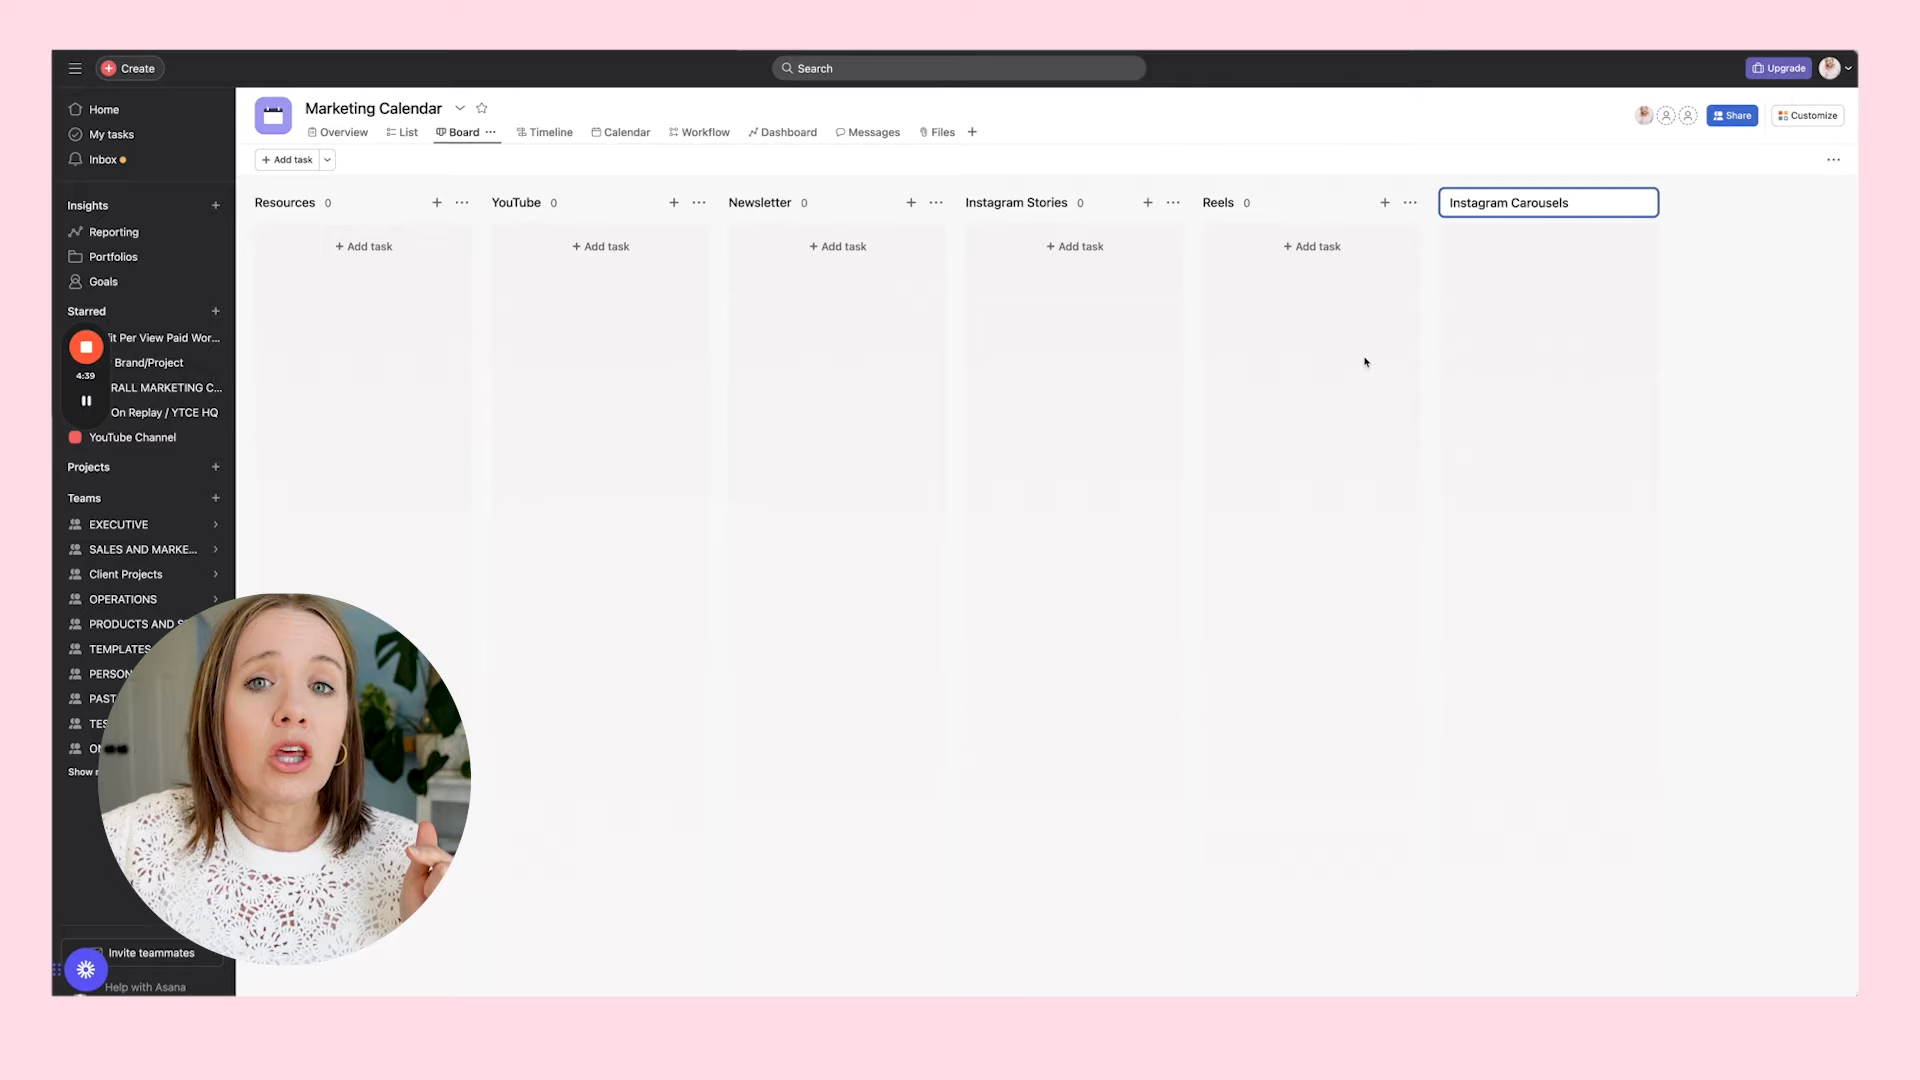 Create
Search
Upgrade
Home
My tasks
Inbox
Insights
Reporting
Portfolios
Goals
Starred
it Per View Paid Wor...
Brand/Project
RALL MARKETING C...
On Replay / YTCE HQ
YouTube Channel
4:39
Projects
Teams
EXECUTIVE
SALES AND MARKE...
Client Projects
OPERATIONS
PRODUCTS AND S
TEMPLATES
PERSON
PAST
TES
ON
Show
Invite teammates
Help with Asana
Marketing Calendar
Share
Customize
Overview List Board Timeline Calendar Workflow Dashboard Messages Files
Add task
Resources 0 YouTube 0 Newsletter 0 Instagram Stories 0 Reels 0 Instagram Carousels
+ Add task + Add task + Add task + Add task + Add task